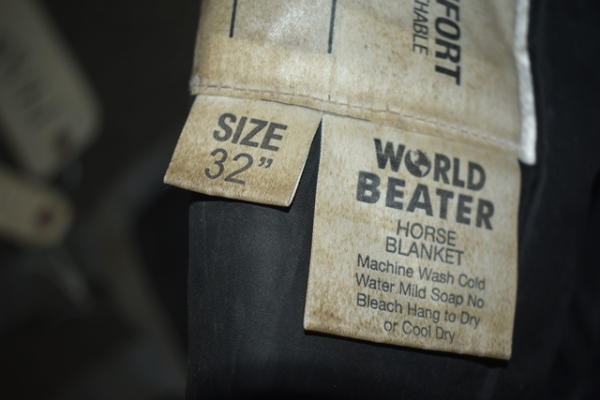 FORT
HABLE
SIZE
32"
WORLD
BEATER
HORSE
BLANKET
Machine Wash Cold
Water Mild Soap No
Bleach Hang to Dry
or Cool Dry